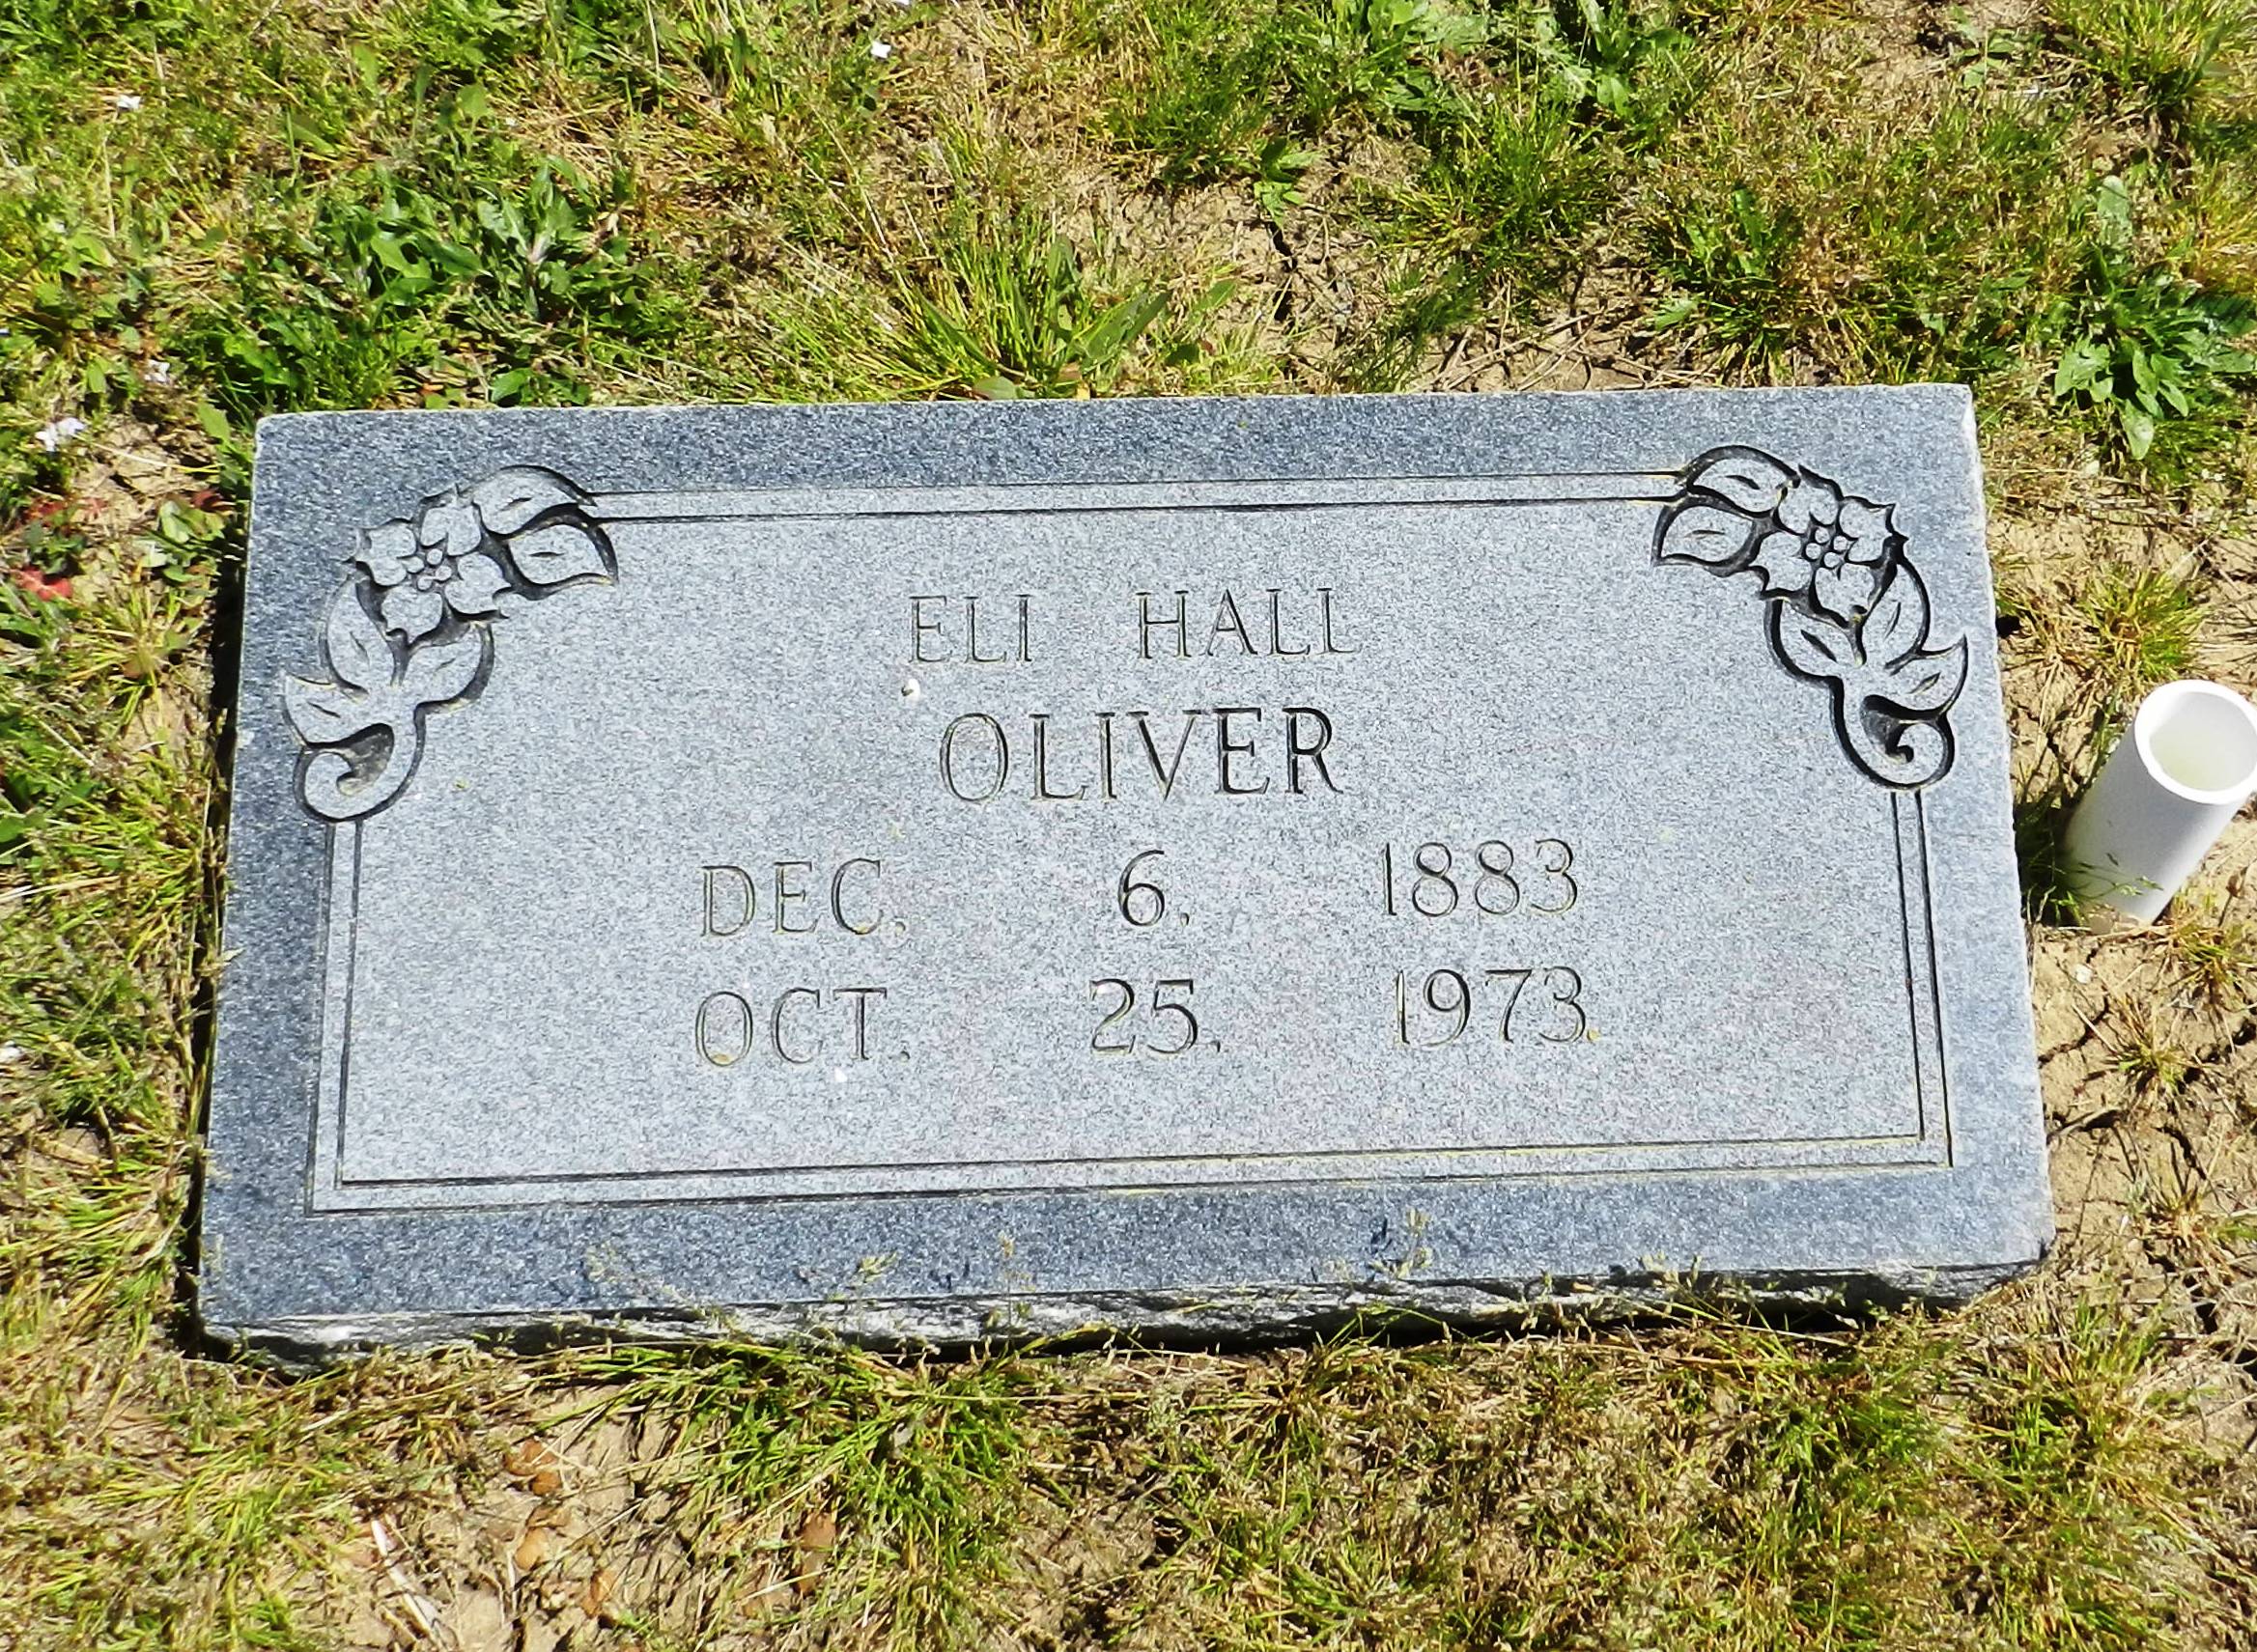 ELI HALL
OLIVER
DEC. 6, 1883
OCT. 25, 1973